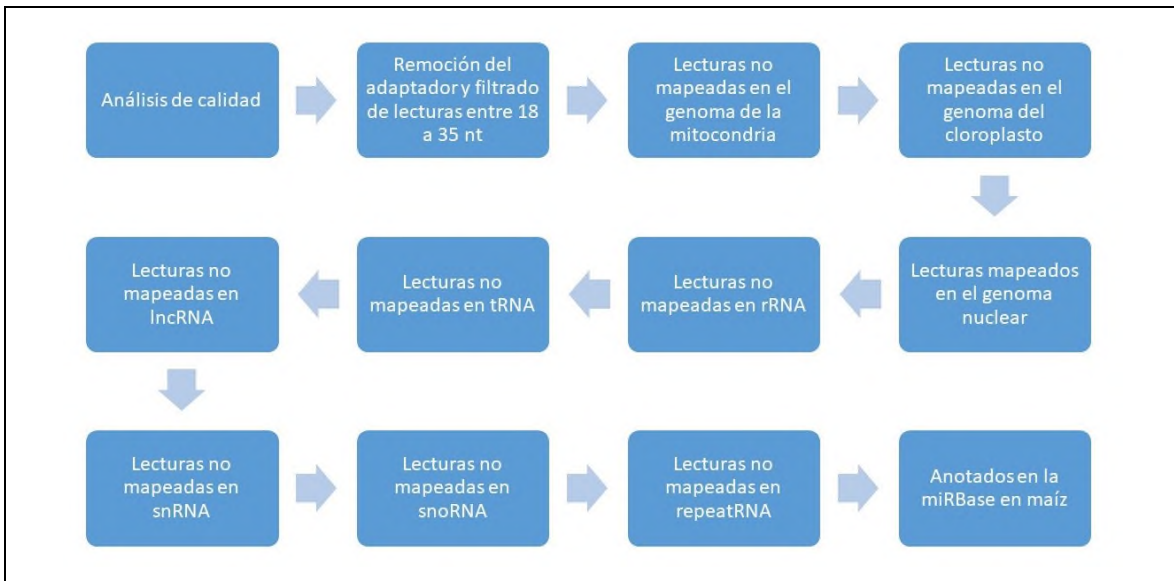 Análisis de calidad
Remoción del
adaptador y filtrado
de lecturas entre 18
a 35 nt
Lecturas no
mapeadas en el
genoma de la
mitocondria
Lecturas no
mapeadas en el
genoma del
cloroplasto
Lecturas mapeados
en el genoma
nuclear
Lecturas no
mapeadas en rRNA
Lecturas no
mapeadas en tRNA
Lecturas no
mapeadas en
lncRNA
Lecturas no
mapeadas en
snRNA
Lecturas no
mapeadas en
snoRNA
Lecturas no
mapeadas en
repeatRNA
Anotados en la
miRBase en maíz